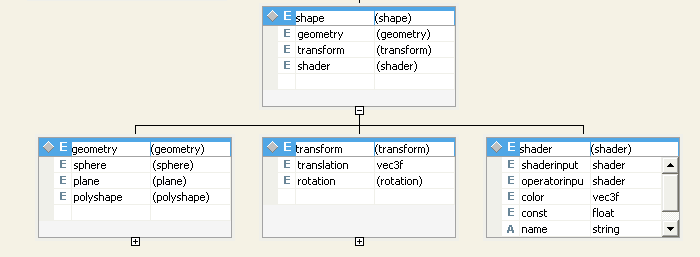 E shape (shape)
E geometry (geometry)
E transform (transform)
E shader (shader)
E geometry (geometry)
E sphere (sphere)
E plane (plane)
E polyshape (polyshape)
E transform (transform)
E translation vec3f
E rotation (rotation)
E shader (shader)
E shaderinput shader
E operatorinpu shader
E color vec3f
E const float
A name string